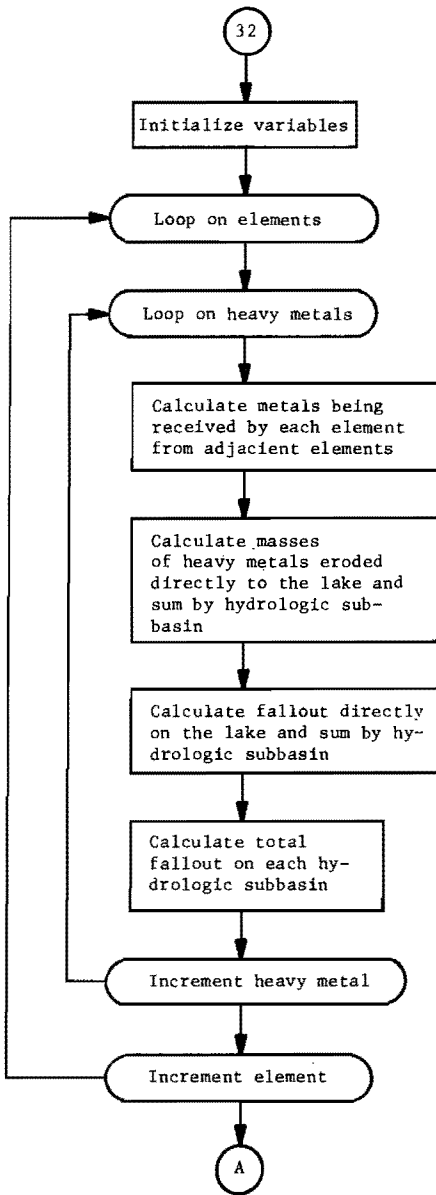 32
Initialize variables
Loop on elements
Loop on heavy metals
Calculate metals being
received by each element
from adjacient elements
Calculate masses
of heavy metals eroded
directly to the lake and
sum by hydrologic sub-
basin
Calculate fallout directly
on the lake and sum by hy-
drologic subbasin
Calculate total
fallout on each hy-
drologic subbasin
Increment heavy metal
Increment element
A